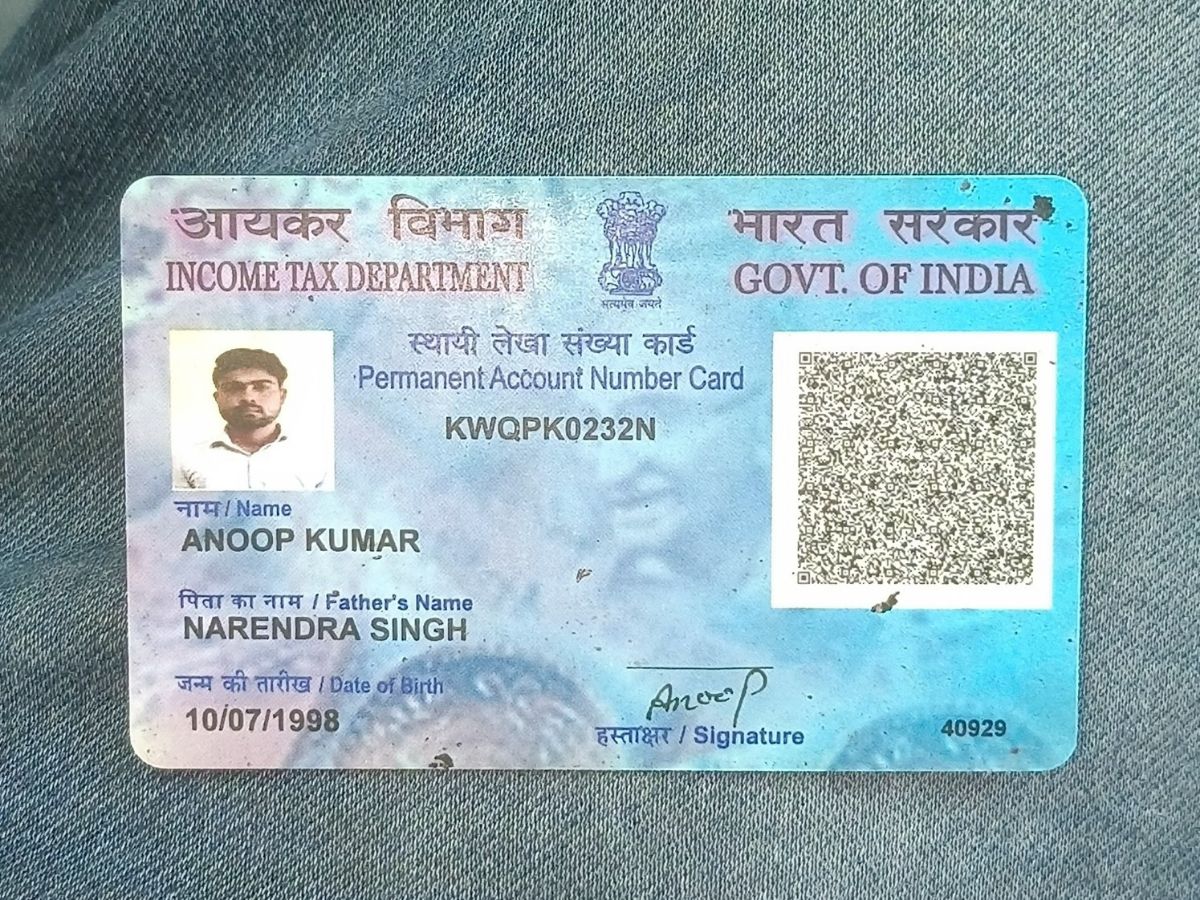 आयकर विभाग
INCOME TAX DEPARTMENT
सत्यमेव जयते
भारत सरकार
GOVT. OF INDIA
स्थायी लेखा संख्या कार्ड
Permanent Account Number Card
KWQPK0232N
नाम / Name
ANOOP KUMAR
पिता का नाम / Father's Name
NARENDRA SINGH
जन्म की तारीख / Date of Birth
10/07/1998
Anoop
हस्ताक्षर / Signature
40929